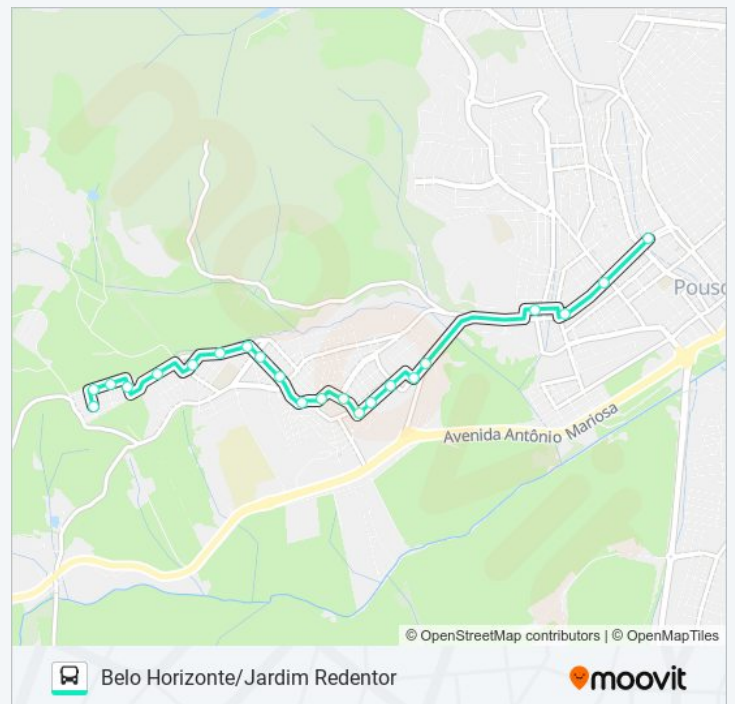 Pouso
Avenida Antônio Mariosa
© OpenStreetMap contributors | © OpenMapTiles
Belo Horizonte/Jardim Redentor
moovit